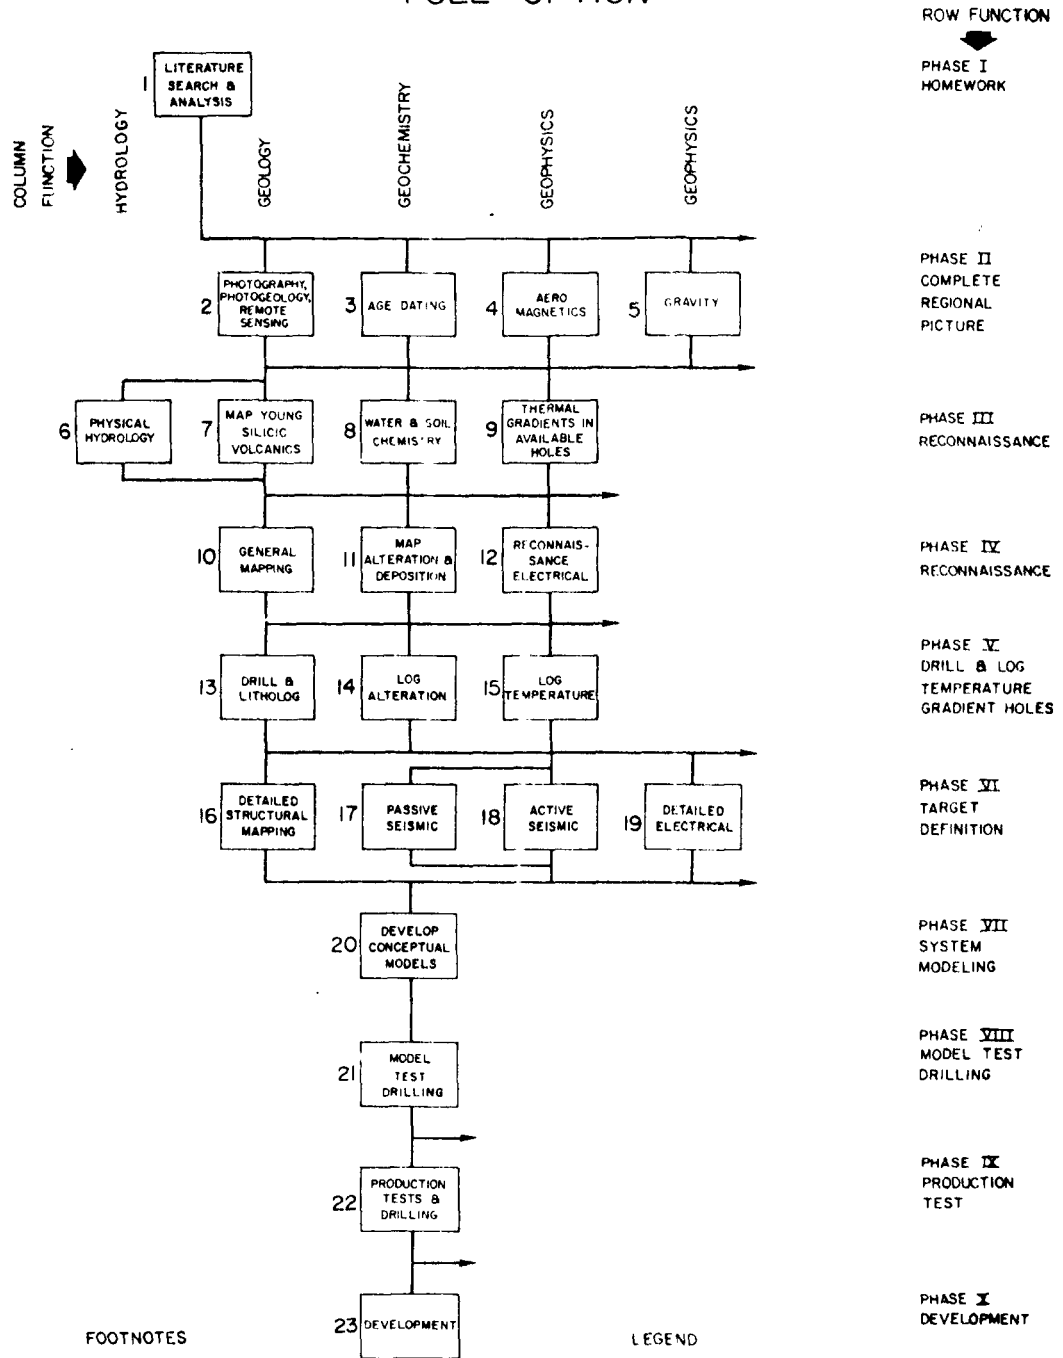 ROW FUNCTION
1
LITERATURE
SEARCH &
ANALYSIS
PHASE I
HOMEWORK
COLUMN
FUNCTION
HYDROLOGY
GEOLOGY
GEOCHEMISTRY
GEOPHYSICS
GEOPHYSICS
2
PHOTOGRAPHY,
PHOTOGEOLOGY,
REMOTE
SENSING
3
AGE DATING
4
AERO
MAGNETICS
5
GRAVITY
PHASE II
COMPLETE
REGIONAL
PICTURE
6
PHYSICAL
HYDROLOGY
7
MAP YOUNG
SILICIC
VOLCANICS
8
WATER & SOIL
CHEMISTRY
9
THERMAL
GRADIENTS IN
AVAILABLE
HOLES
PHASE III
RECONNAISSANCE
10
GENERAL
MAPPING
11
MAP
ALTERATION &
DEPOSITION
12
RECONNAIS-
SANCE
ELECTRICAL
PHASE IV
RECONNAISSANCE
13
DRILL &
LITHOLOG
14
LOG
ALTERATION
15
LOG
TEMPERATURE
PHASE V
DRILL & LOG
TEMPERATURE
GRADIENT HOLES
16
DETAILED
STRUCTURAL
MAPPING
17
PASSIVE
SEISMIC
18
ACTIVE
SEISMIC
19
DETAILED
ELECTRICAL
PHASE VI
TARGET
DEFINITION
20
DEVELOP
CONCEPTUAL
MODELS
PHASE VII
SYSTEM
MODELING
21
MODEL
TEST
DRILLING
PHASE VIII
MODEL TEST
DRILLING
22
PRODUCTION
TESTS &
DRILLING
PHASE IX
PRODUCTION
TEST
23
DEVELOPMENT
PHASE X
DEVELOPMENT
FOOTNOTES
LEGEND